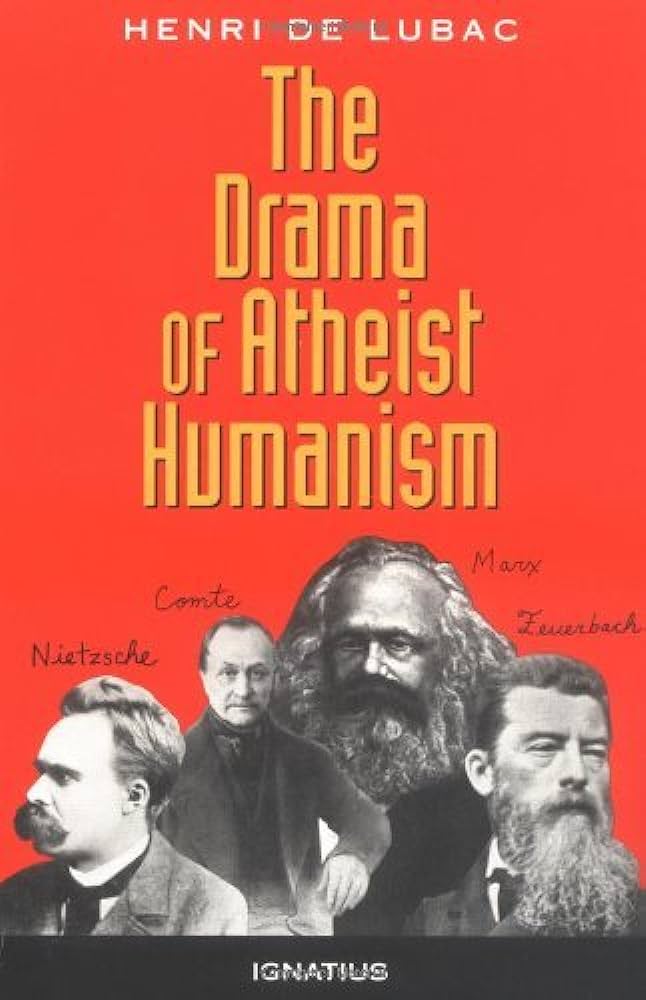 HENRI DE LUBAC
The
Drama
OF Atheist
Humanism
Marx
Comte
Feuerbach
Nietzsche
IGNATIUS